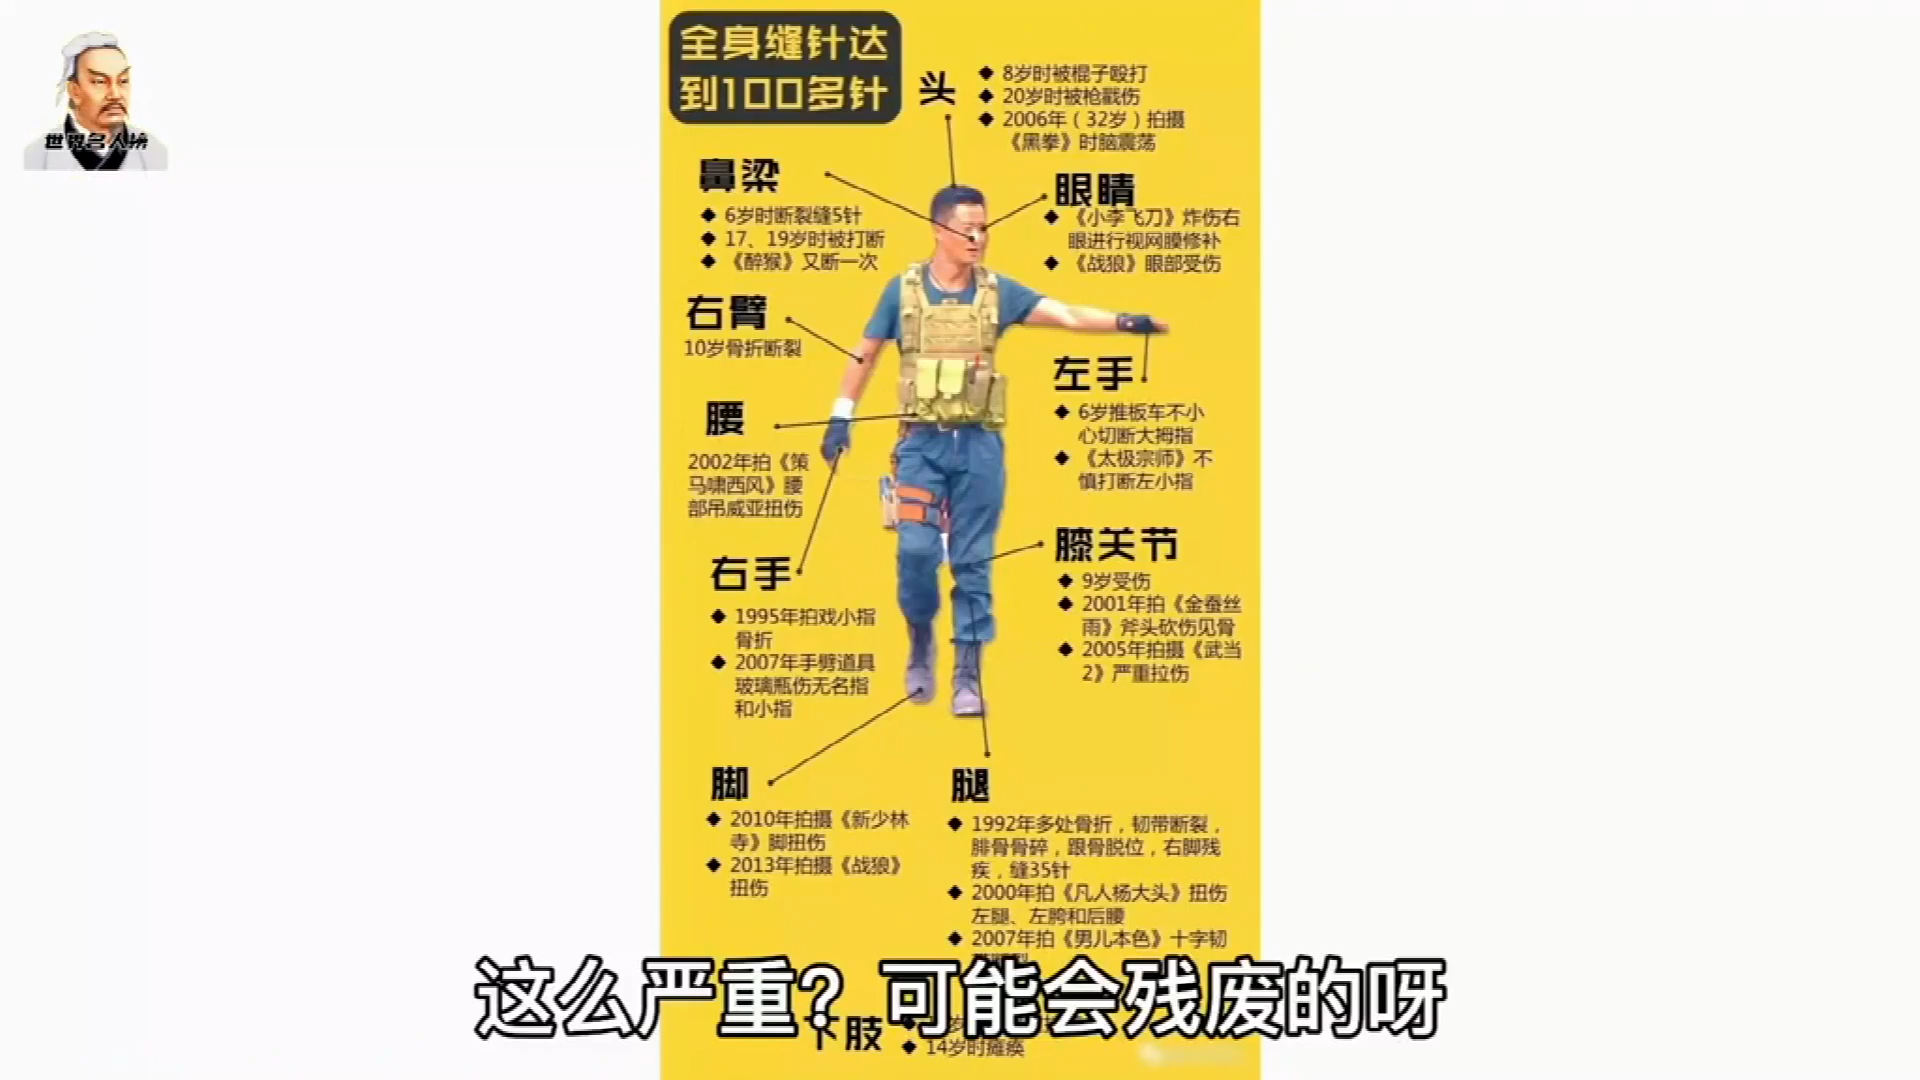 世界名人榜
全身缝针达
到100多针
头
8岁时被棍子殴打
20岁时被枪戳伤
2006年（32岁）拍摄
《黑拳》时脑震荡
鼻梁
6岁时断裂缝5针
17、19岁时被打断
《醉猴》又断一次
眼睛
《小李飞刀》炸伤右
眼进行视网膜修补
《战狼》眼部受伤
右臂
10岁骨折断裂
左手
6岁推板车不小
心切断大拇指
《太极宗师》不
慎打断左小指
腰
2002年拍《策
马啸西风》腰
部吊威亚扭伤
右手
1995年拍戏小指
骨折
2007年手劈道具
玻璃瓶伤无名指
和小指
膝关节
9岁受伤
2001年拍《金蚕丝
雨》斧头砍伤见骨
2005年拍摄《武当
2》严重拉伤
脚
2010年拍摄《新少林
寺》脚扭伤
2013年拍摄《战狼》
扭伤
腿
1992年多处骨折，韧带断裂，
腓骨骨碎，跟骨脱位，右脚残
疾，缝35针
2000年拍《凡人杨大头》扭伤
左腿、左胯和后腰
2007年拍《男儿本色》十字韧
下肢
14岁时瘫痪
这么严重？可能会残废的呀